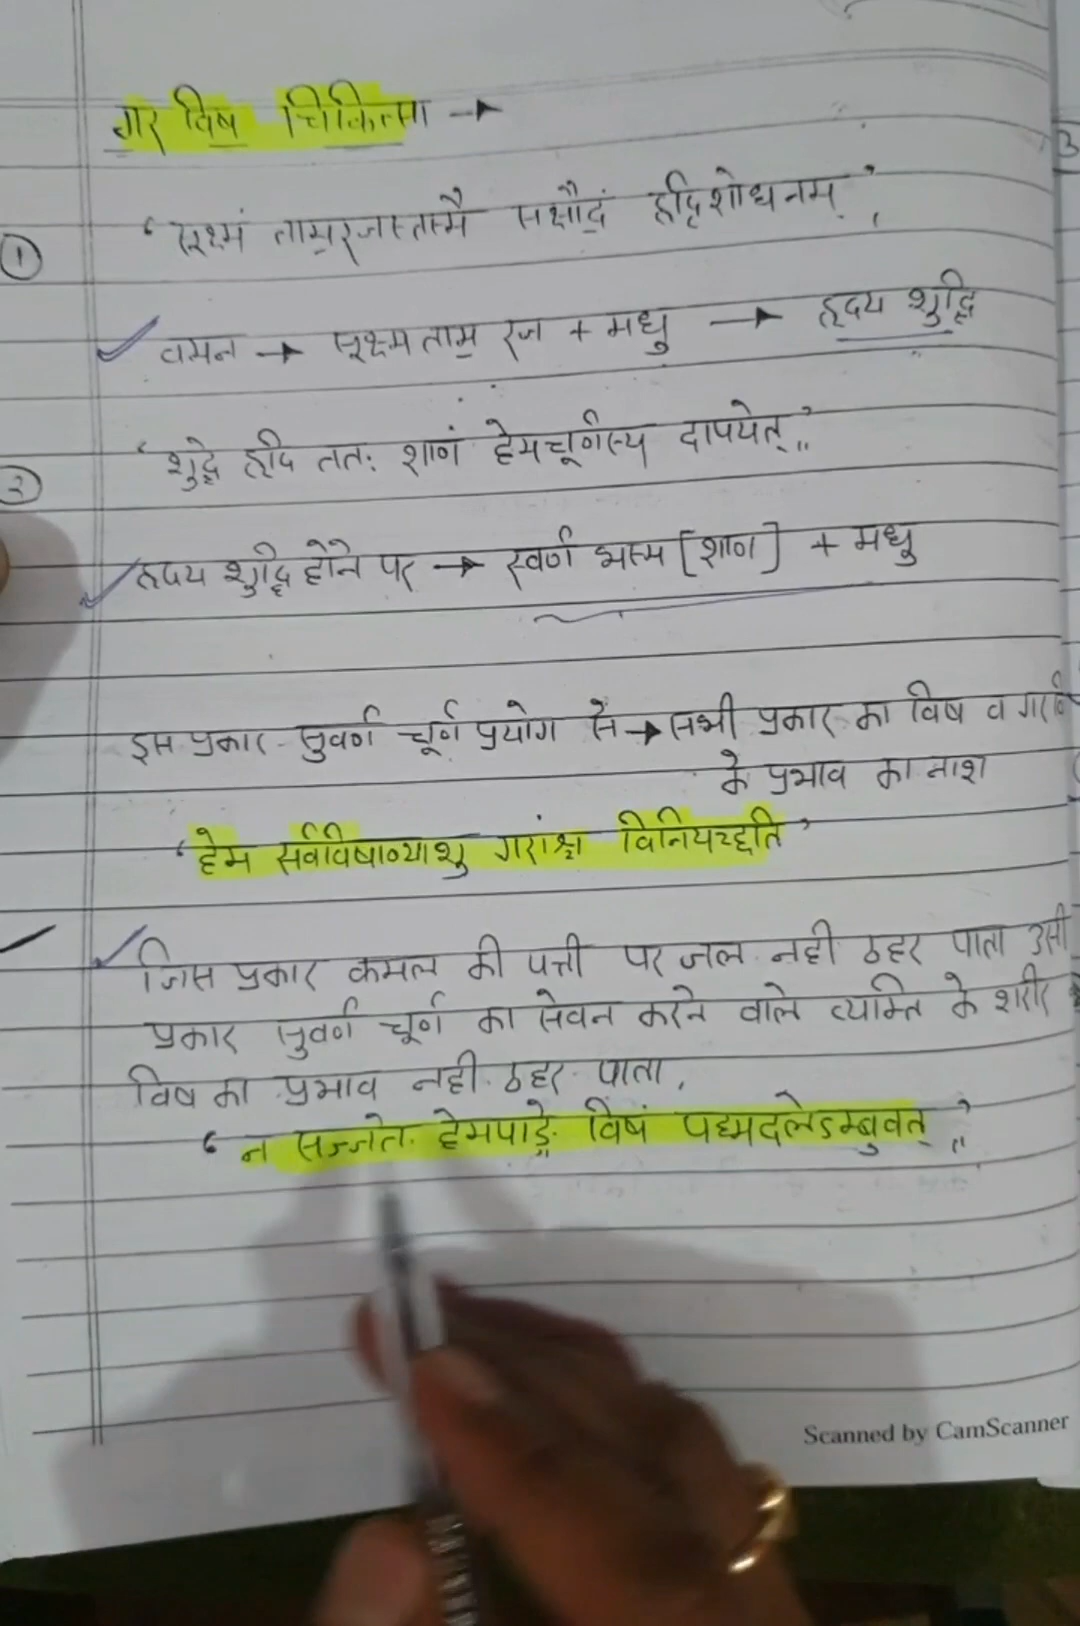 गर विष चिकित्सा →
① ‘सूक्ष्मं ताम्ररजस्तस्मै सक्षौद्रं हृद्विशोधनम्’,
वमन → सूक्ष्म ताम्र रज + मधु → हृदय शुद्धि
② ‘शुद्धे हृदि ततः शाणं हेमचूर्णस्य दापयेत्’॥
हृदय शुद्धि होने पर → स्वर्ण भस्म [शाण] + मधु
इस प्रकार सुवर्ण चूर्ण प्रयोग से → सभी प्रकार का विष व
के प्रभाव का नाश
‘हेम सर्वविषाण्याशु गरांश्च विनियच्छति’
जिस प्रकार कमल की पत्ती पर जल नही ठहर पाता उसी
प्रकार सुवर्ण चूर्ण का सेवन करने वाले व्यक्ति के शरीर
विष का प्रभाव नही ठहर पाता.
‘न सज्जते हेमपाङ्गे विषं पद्मदलेऽम्बुवत्’॥
Scanned by CamScanner